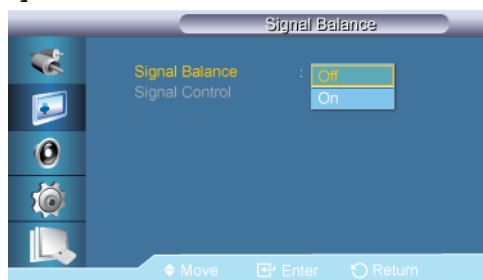 Signal Balance
Signal Balance : Off
Signal Control On
Move Enter Return